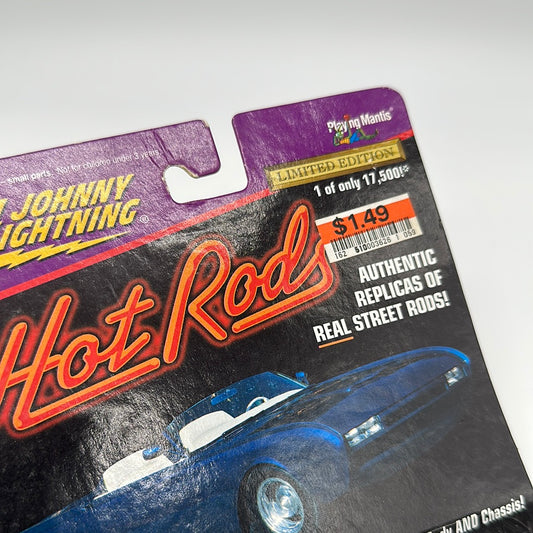 small parts. Not for children under 3 years.
JOHNNY
LIGHTNING®
Playing Mantis®
LIMITED EDITION
1 of only 17,500!*
$1.49
Hot Rods
AUTHENTIC
REPLICAS OF
REAL STREET RODS!
AND Chassis!